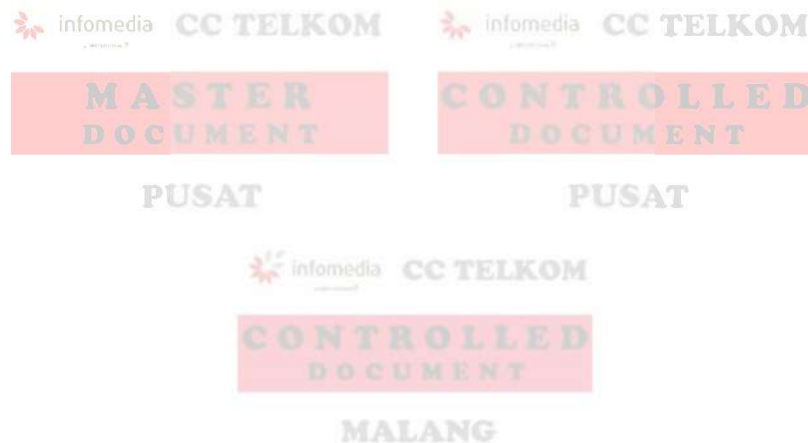 infomedia CC TELKOM
MASTER
DOCUMENT
PUSAT
infomedia CC TELKOM
CONTROLLED
DOCUMENT
PUSAT
infomedia CC TELKOM
CONTROLLED
DOCUMENT
MALANG